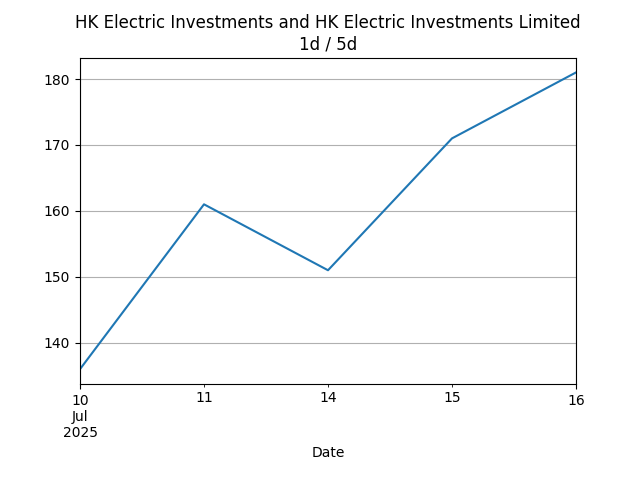 HK Electric Investments and HK Electric Investments Limited
1d / 5d
180
170
160
150
140
10
Jul
2025
11
14
15
16
Date